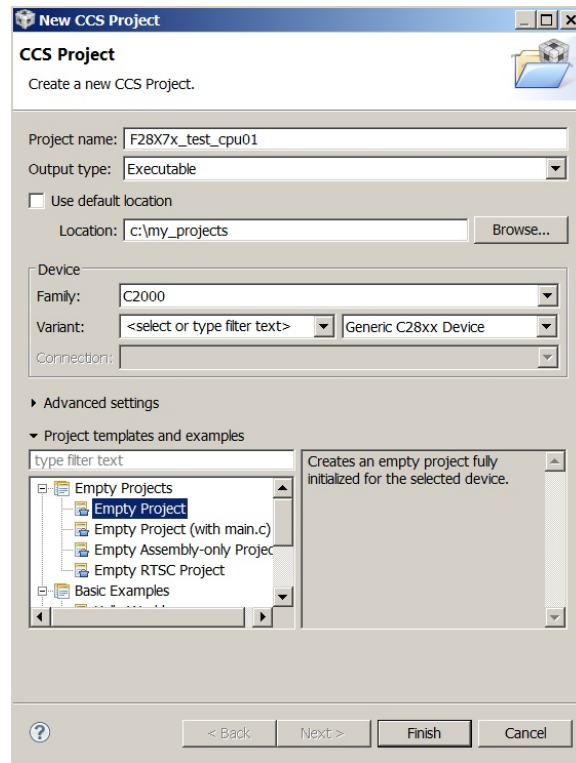 New CCS Project
CCS Project
Create a new CCS Project.
Project name: F28X7x_test_cpu01
Output type: Executable
Use default location
Location: c:\my_projects Browse...
Device
Family: C2000
Variant: <select or type filter text> Generic C28xx Device
Connection:
Advanced settings
Project templates and examples
type filter text
Empty Projects
Empty Project
Empty Project (with main.c)
Empty Assembly-only Projec
Empty RTSC Project
Basic Examples
Creates an empty project fully
initialized for the selected device.
? < Back Next > Finish Cancel